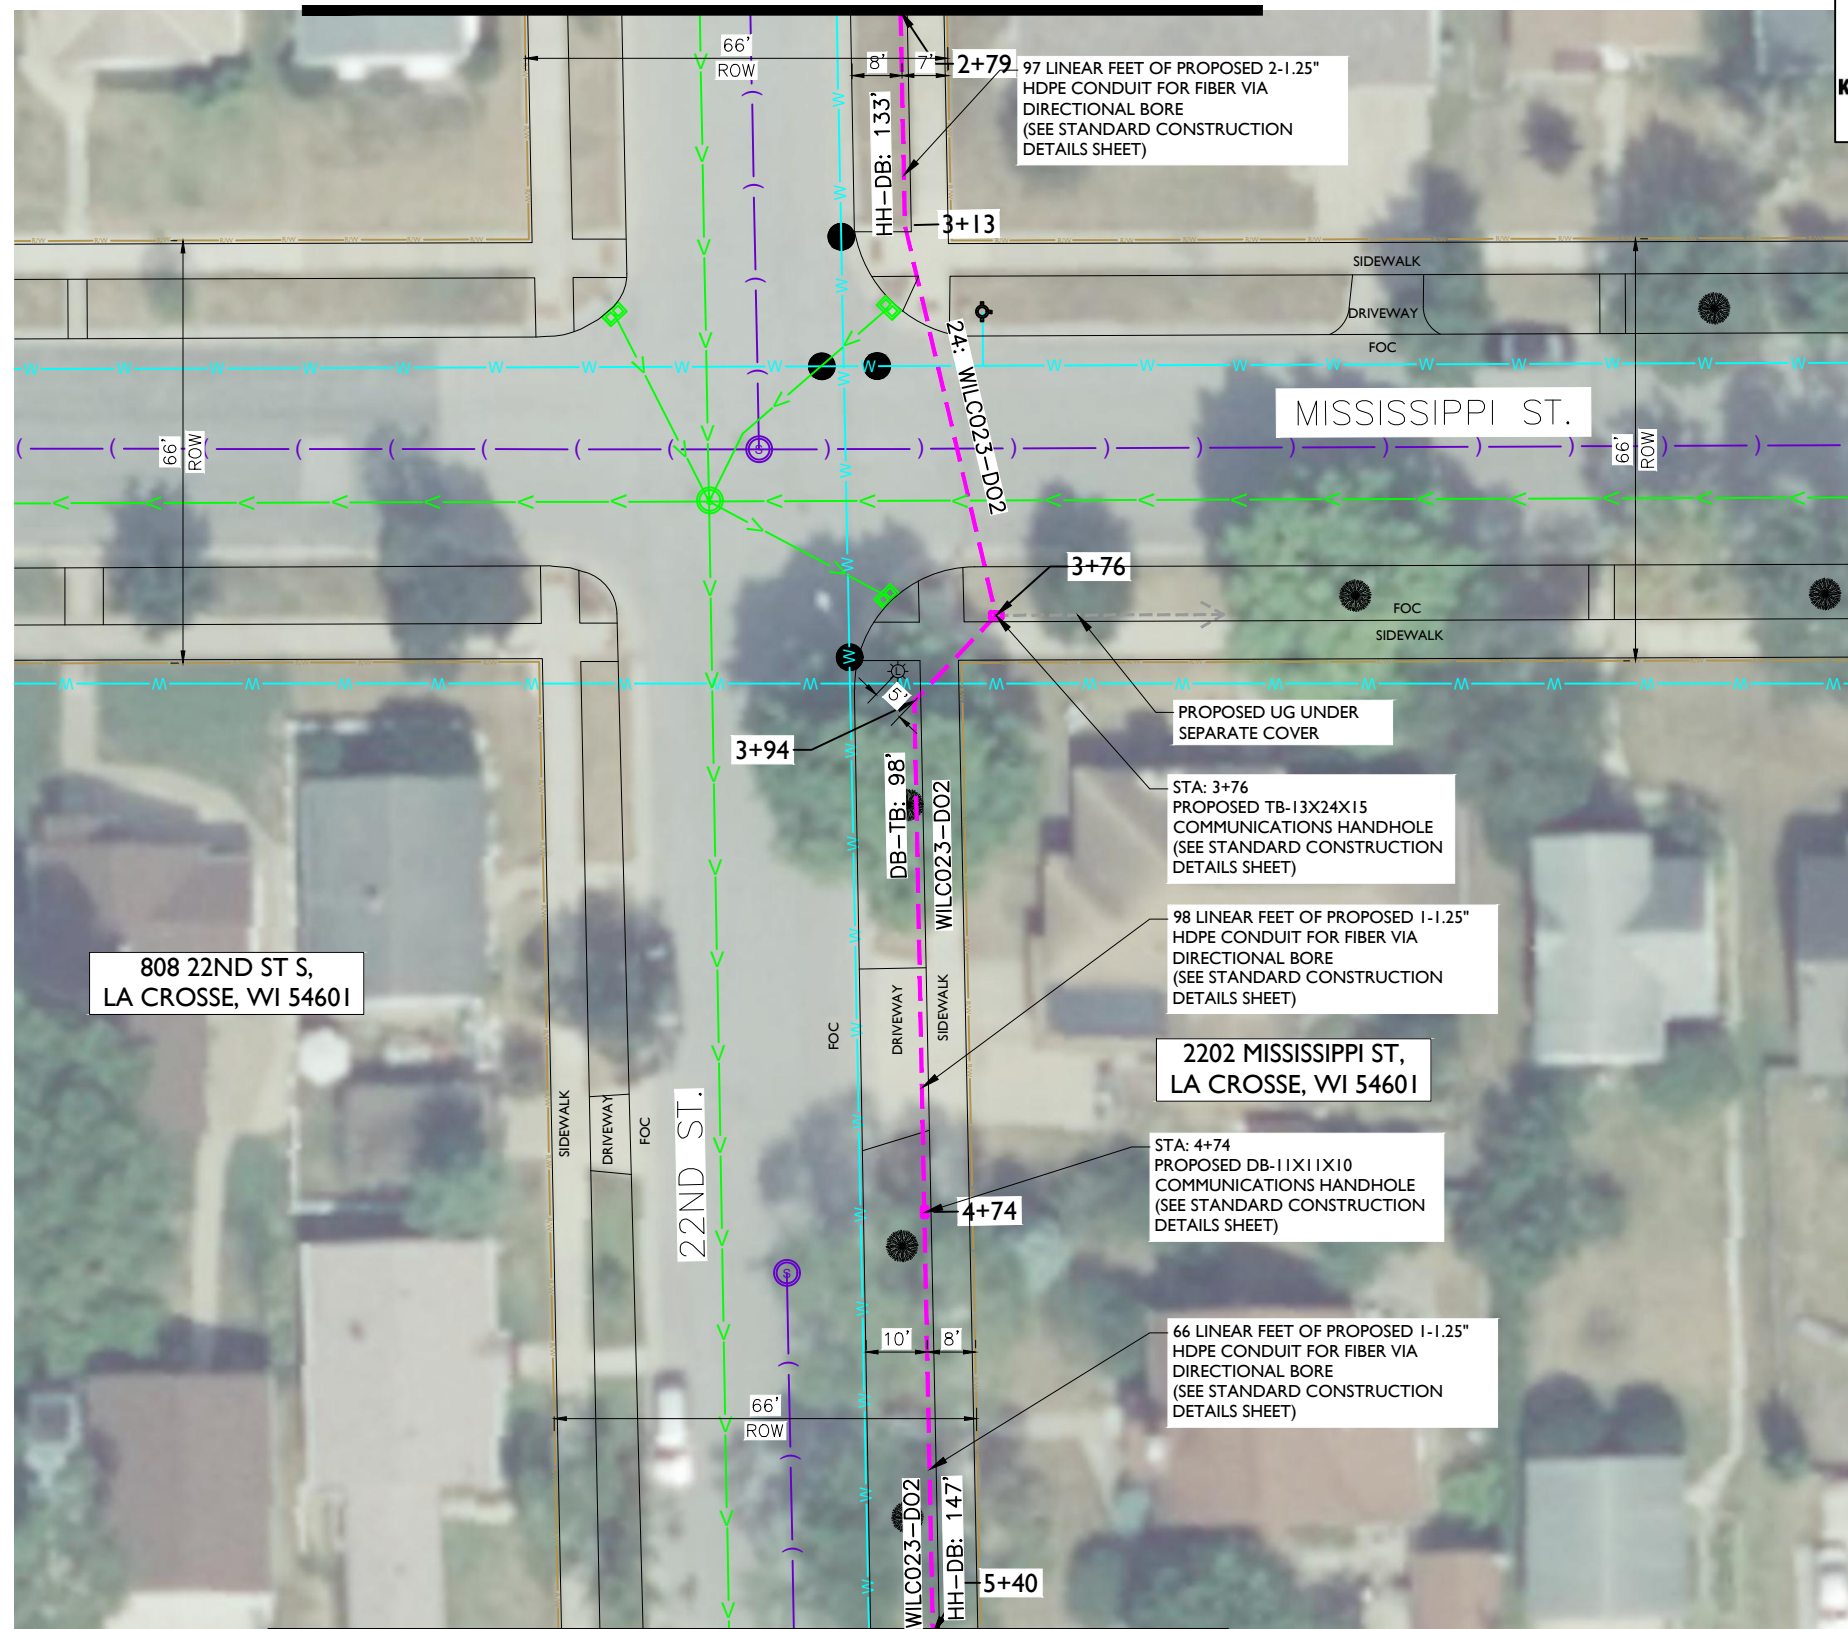 66'
ROW
8'
7'
2+79
97 LINEAR FEET OF PROPOSED 2-1.25"
HDPE CONDUIT FOR FIBER VIA
DIRECTIONAL BORE
(SEE STANDARD CONSTRUCTION
DETAILS SHEET)
K
HH-DB: 133'
3+13
SIDEWALK
DRIVEWAY
FOC
24: WILC023-D02
MISSISSIPPI ST.
66'
ROW
66'
ROW
S
3+76
FOC
SIDEWALK
L
5'
3+94
PROPOSED UG UNDER
SEPARATE COVER
DB-TB: 98'
WILC023-D02
STA: 3+76
PROPOSED TB-13X24X15
COMMUNICATIONS HANDHOLE
(SEE STANDARD CONSTRUCTION
DETAILS SHEET)
98 LINEAR FEET OF PROPOSED 1-1.25"
HDPE CONDUIT FOR FIBER VIA
DIRECTIONAL BORE
(SEE STANDARD CONSTRUCTION
DETAILS SHEET)
808 22ND ST S,
LA CROSSE, WI 54601
FOC
DRIVEWAY
SIDEWALK
2202 MISSISSIPPI ST,
LA CROSSE, WI 54601
SIDEWALK
DRIVEWAY
FOC
22ND ST.
STA: 4+74
PROPOSED DB-11X11X10
COMMUNICATIONS HANDHOLE
(SEE STANDARD CONSTRUCTION
DETAILS SHEET)
4+74
S
10'
8'
66 LINEAR FEET OF PROPOSED 1-1.25"
HDPE CONDUIT FOR FIBER VIA
DIRECTIONAL BORE
(SEE STANDARD CONSTRUCTION
DETAILS SHEET)
66'
ROW
WILC023-D02
HH-DB: 147'
5+40